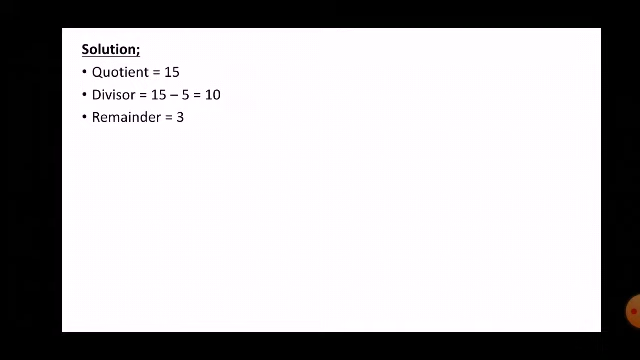 Solution;
• Quotient = 15
• Divisor = 15 – 5 = 10
• Remainder = 3